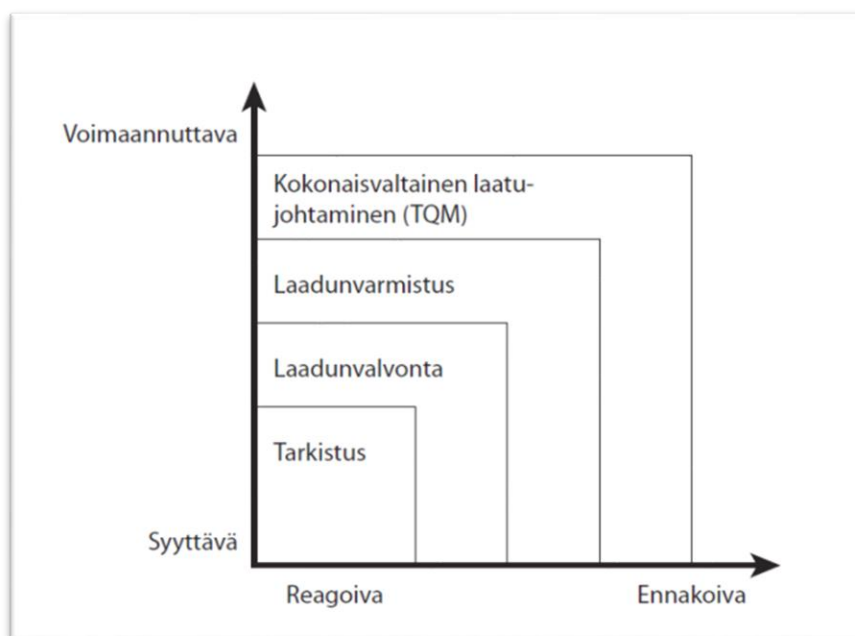 Voimaannuttava
Kokonaisvaltainen laatu-
johtaminen (TQM)
Laadunvarmistus
Laadunvalvonta
Tarkistus
Syyttävä
Reagoiva
Ennakoiva